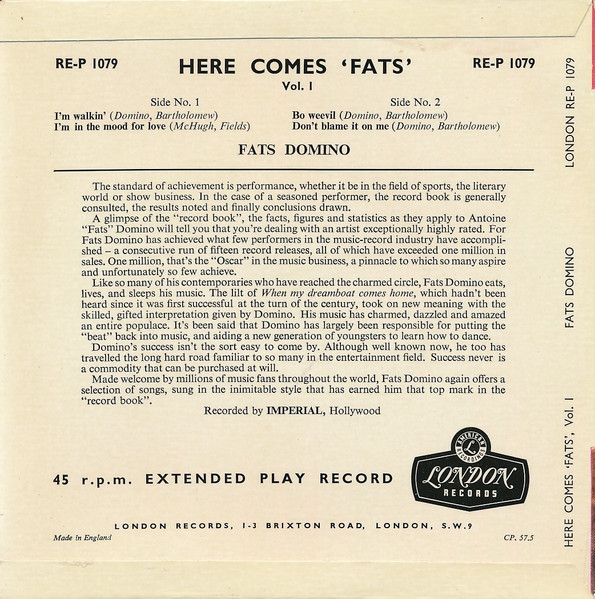 RE-P 1079
HERE COMES ‘FATS’
RE-P 1079
Vol. 1
Side No. 1
I'm walkin' (Domino, Bartholomew)
I'm in the mood for love (McHugh, Fields)
Side No. 2
Bo weevil (Domino, Bartholomew)
Don't blame it on me (Domino, Bartholomew)
FATS DOMINO
The standard of achievement is performance, whether it be in the field of sports, the literary
world or show business. In the case of a seasoned performer, the record book is generally
consulted, the results noted and finally conclusions drawn.
A glimpse of the “record book”, the facts, figures and statistics as they apply to Antoine
“Fats” Domino will tell you that you're dealing with an artist exceptionally highly rated. For
Fats Domino has achieved what few performers in the music-record industry have accompli-
shed – a consecutive run of fifteen record releases, all of which have exceeded one million in
sales. One million, that's the “Oscar” in the music business, a pinnacle to which so many aspire
and unfortunately so few achieve.
Like so many of his contemporaries who have reached the charmed circle, Fats Domino eats,
lives, and sleeps his music. The lilt of When my dreamboat comes home, which hadn't been
heard since it was first successful at the turn of the century, took on new meaning with the
skilled, gifted interpretation given by Domino. His music has charmed, dazzled and amazed
an entire populace. It's been said that Domino has largely been responsible for putting the
“beat” back into music, and aiding a new generation of youngsters to learn how to dance.
Domino's success isn't the sort easy to come by. Although well known now, he too has
travelled the long hard road familiar to so many in the entertainment field. Success never is
a commodity that can be purchased at will.
Made welcome by millions of music fans throughout the world, Fats Domino again offers a
selection of songs, sung in the inimitable style that has earned him that top mark in the
“record book”.
Recorded by IMPERIAL, Hollywood
45 r.p.m. EXTENDED PLAY RECORD
AMERICAN
L
RECORDINGS
LONDON
RECORDS
LONDON RECORDS, 1-3 BRIXTON ROAD, LONDON, S.W.9
Made in England
CP. 57.5
HERE COMES ‘FATS’, Vol. 1
FATS DOMINO
LONDON RE-P 1079